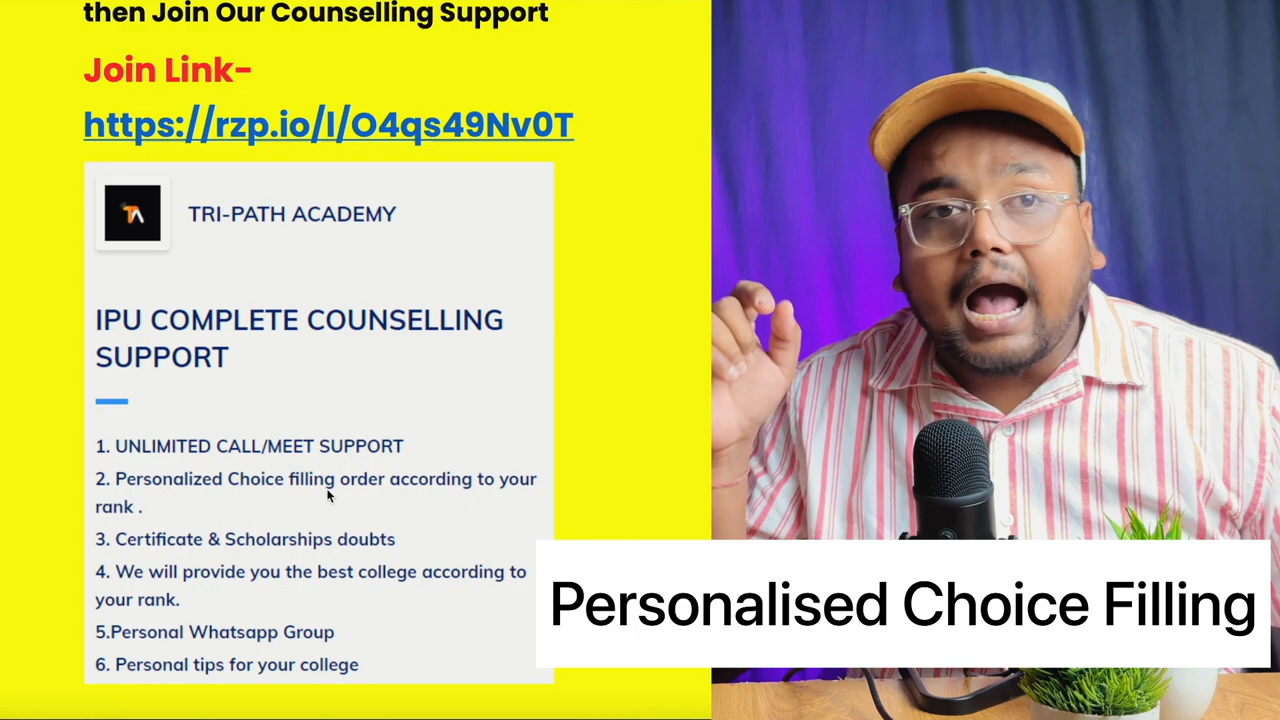 then Join Our Counselling Support
Join Link-
https://rzp.io/l/O4qs49Nv0T
TA
TRI-PATH ACADEMY
IPU COMPLETE COUNSELLING
SUPPORT
1. UNLIMITED CALL/MEET SUPPORT
2. Personalized Choice filling order according to your
rank .
3. Certificate & Scholarships doubts
4. We will provide you the best college according to
your rank.
5.Personal Whatsapp Group
6. Personal tips for your college
Personalised Choice Filling